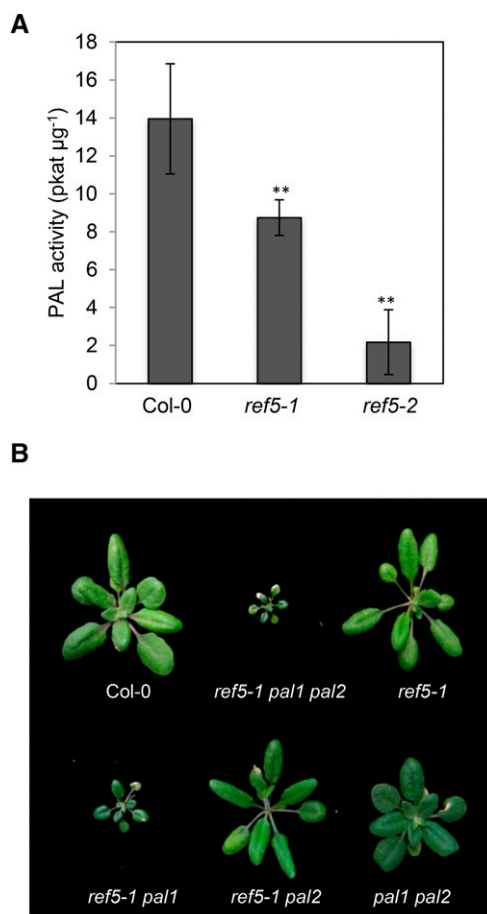 A
18
16
14
12
10
8
6
4
2
0
PAL activity (pkat µg⁻¹)
**
**
Col-0 ref5-1 ref5-2
B
Col-0 ref5-1 pal1 pal2 ref5-1
ref5-1 pal1 ref5-1 pal2 pal1 pal2